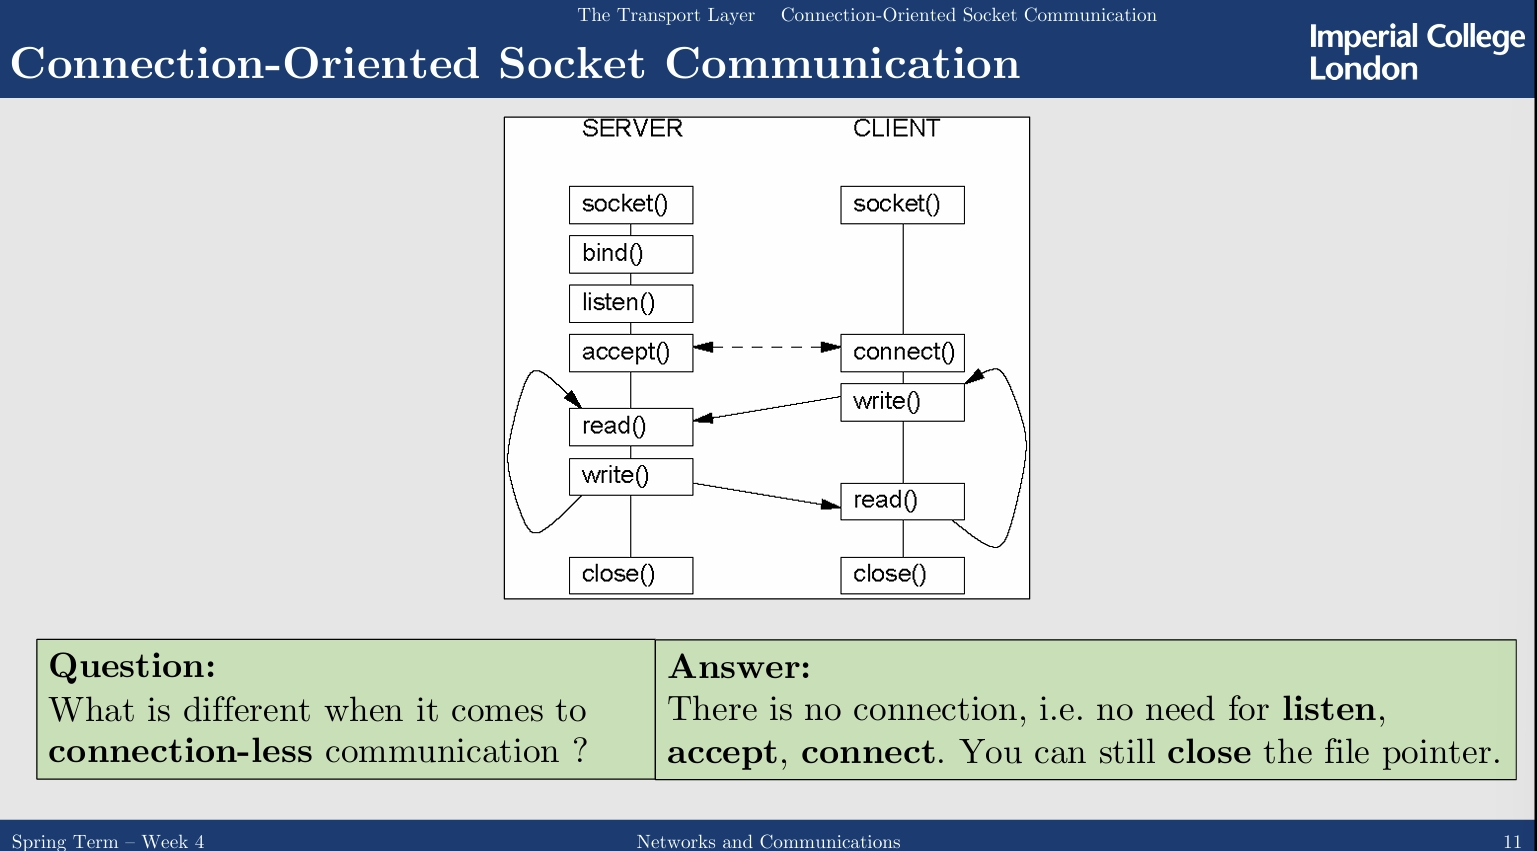 The Transport Layer Connection-Oriented Socket Communication
Connection-Oriented Socket Communication
Imperial College
London
SERVER
CLIENT
socket()
socket()
bind()
listen()
accept()
connect()
write()
read()
write()
read()
close()
close()
Question:
What is different when it comes to
connection-less communication ?
Answer:
There is no connection, i.e. no need for listen,
accept, connect. You can still close the file pointer.
Spring Term – Week 4
Networks and Communications
11